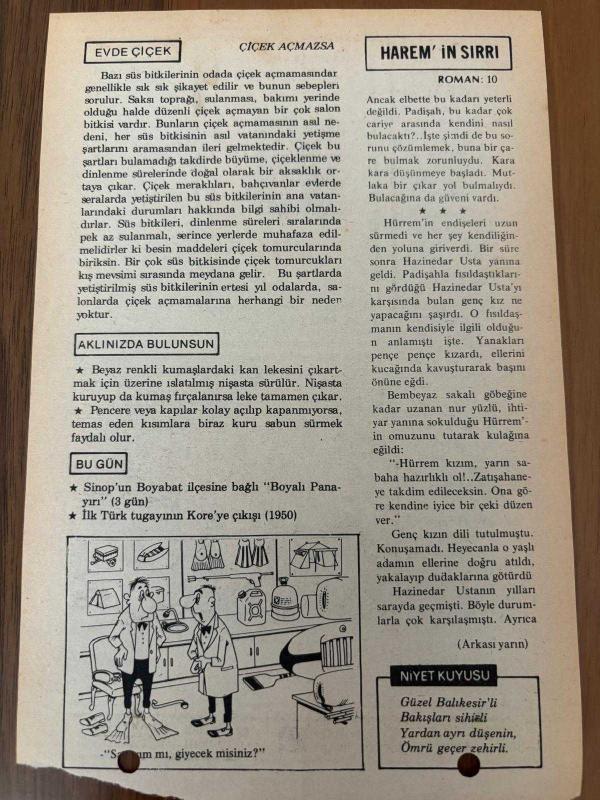 EVDE ÇİÇEK
ÇİÇEK AÇMAZSA
Bazı süs bitkilerinin odada çiçek açmamasından
genellikle sık sık şikayet edilir ve bunun sebepleri
sorulur. Saksı toprağı, sulanması, bakımı yerinde
olduğu halde düzenli çiçek açmayan bir çok salon
bitkisi vardır. Bunların çiçek açmamasının asıl ne-
deni, her süs bitkisinin asıl vatanındaki yetişme
şartlarını aramasından ileri gelmektedir. Çiçek bu
şartları bulamadığı takdirde büyüme, çiçeklenme ve
dinlenme sürelerinde doğal olarak bir aksaklık or-
taya çıkar. Çiçek meraklıları, bahçıvanlar evlerde
seralarda yetiştirilen bu süs bitkilerinin ana vatan-
larındaki durumları hakkında bilgi sahibi olmalı-
dırlar. Süs bitkileri, dinlenme süreleri sıralarında
pek az sulanmalı, serince yerlerde muhafaza edil-
melidirler ki besin maddeleri çiçek tomurcularında
biriksin. Bir çok süs bitkisinde çiçek tomurcukları
kış mevsimi sırasında meydana gelir. Bu şartlarda
yetiştirilmiş süs bitkilerinin ertesi yıl odalarda, sa-
lonlarda çiçek açmamalarına herhangi bir neden
yoktur.
AKLINIZDA BULUNSUN
★ Beyaz renkli kumaşlardaki kan lekesini çıkart-
mak için üzerine ıslatılmış nişasta sürülür. Nişasta
kuruyup da kumaş fırçalanırsa leke tamamen çıkar.
★ Pencere veya kapılar kolay açılıp kapanmıyorsa,
temas eden kısımlara biraz kuru sabun sürmek
faydalı olur.
BU GÜN
★ Sinop'un Boyabat ilçesine bağlı "Boyalı Pana-
yırı" (3 gün)
★ İlk Türk tugayının Kore'ye çıkışı (1950)
mı, giyecek misiniz?"
HAREM' iN SIRRI
ROMAN: 10
Ancak elbette bu kadarı yeterli
değildi. Padişah, bu kadar çok
cariye arasında kendini nasıl
bulacaktı?..İşte şimdi de bu so-
runu çözümlemek, buna bir ça-
re bulmak zorunluydu. Kara
kara düşünmeye başladı. Mut-
laka bir çıkar yol bulmalıydı.
Bulacağına da güveni vardı.
★ ★ ★
Hürrem'in endişeleri uzun
sürmedi ve her şey kendiliğin-
den yoluna giriverdi. Bir süre
sonra Hazinedar Usta yanına
geldi. Padişahla fısıldaştıkları-
nı gördüğü Hazinedar Usta'yı
karşısında bulan genç kız ne
yapacağını şaşırdı. O fısıldaş-
manın kendisiyle ilgili olduğu-
n anlamıştı işte. Yanakları
pençe pençe kızardı, ellerini
kucağında kavuşturarak başını
önüne eğdi.
Bembeyaz sakalı göbeğine
kadar uzanan nur yüzlü, ihti-
yar yanına sokulduğu Hürrem'-
in omuzunu tutarak kulağına
eğildi:
"-Hürrem kızım, yarın sa-
baha hazırlıklı ol!..Zatışahane-
ye takdim edileceksin. Ona gö-
re kendine iyice bir çeki düzen
ver."
Genç kızın dili tutulmuştu.
Konuşamadı. Heyecanla o yaşlı
adamın ellerine doğru atıldı,
yakalayıp dudaklarına götürdü
Hazinedar Ustanın yılları
sarayda geçmişti. Böyle durum-
larla çok karşılaşmıştı. Ayrıca
(Arkası yarın)
NİYET KUYUSU
Güzel Balıkesir'li
Bakışları sihirli
Yardan ayrı düşenin,
Ömrü geçer zehirli.